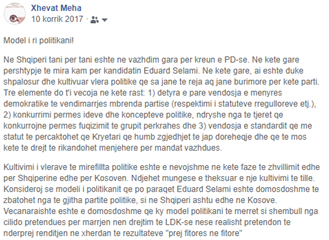 Xhevat Meha
10 korrik 2017 ·
Model i ri politikani!
Ne Shqiperi tani per tani eshte ne vazhdim gara per kreun e PD-se. Ne kete gare
pershtypje te mira kam per kandidatin Eduard Selami. Ne kete gare, ai eshte duke
shpalosur dhe kultivuar vlera politike qe sa jane te reja aq jane burimore per kete parti.
Tre elemente do t'i vecoja ne kete rast: 1) detyra e pare vendosja e menyres
demokratike te vendimarrjes mbrenda partise (respektimi i statuteve rregulloreve etj.),
2) konkurrimi permes ideve dhe koncepteve politike, ndryshe nga te tjeret qe
konkurrojne permes fuqizimit te grupit perkrahes dhe 3) vendosja e standardit qe me
statut te percaktohet qe Kryetari qe humb zgjedhjet te jap doreheqje dhe qe te mos
kete te drejt te rikandohet menjehere per mandat vazhdues.
Kultivimi i vlerave te mirefillta politike eshte e nevojshme ne kete faze te zhvillimit edhe
per Shqiperine edhe per Kosoven. Ndjehet mungese e theksuar e nje kultivimi te tille.
Konsideroj se modeli i politikanit qe po paraqet Eduard Selami eshte domosdoshme te
zbatohet nga te gjitha partite politike, si ne Shqiperi ashtu edhe ne Kosove.
Vecanarisht eshte e domosdoshme qe ky model politikani te merret si shembull nga
cilido pretendues per marrjen nen drejtim te LDK-se nese realisht pretendon te
nderprej renditjen ne xherdan te rezultateve "prej fitores ne fitore"